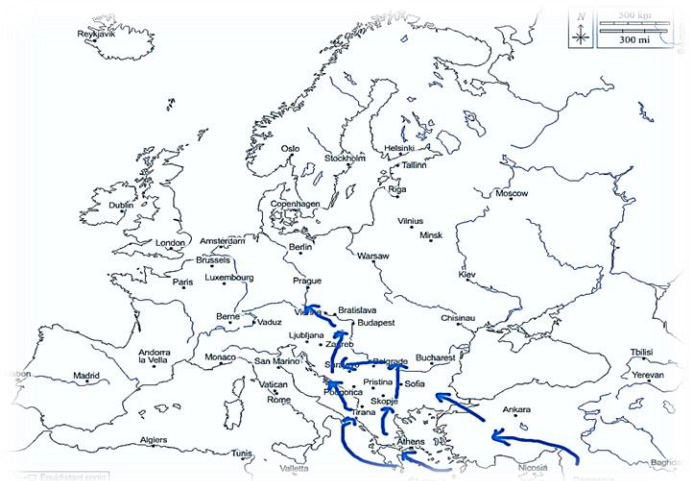 N
500 km
300 mi
Reykjavik
Oslo
Helsinki
Stockholm
Tallinn
Riga
Moscow
Dublin
Copenhagen
Vilnius
Minsk
London
Amsterdam
Berlin
Warsaw
Brussels
Kiev
Paris
Luxembourg
Prague
Bratislava
Berne
Vaduz
Budapest
Chisinau
Ljubljana
Zagreb
Andorra
la Vella
Monaco
San Marino
Belgrade
Bucharest
Tbilisi
Madrid
Vatican
Rome
Podgorica
Pristina
Sofia
Skopje
Yerevan
Tirana
Ankara
Algiers
Tunis
Athens
Valletta
Nicosia